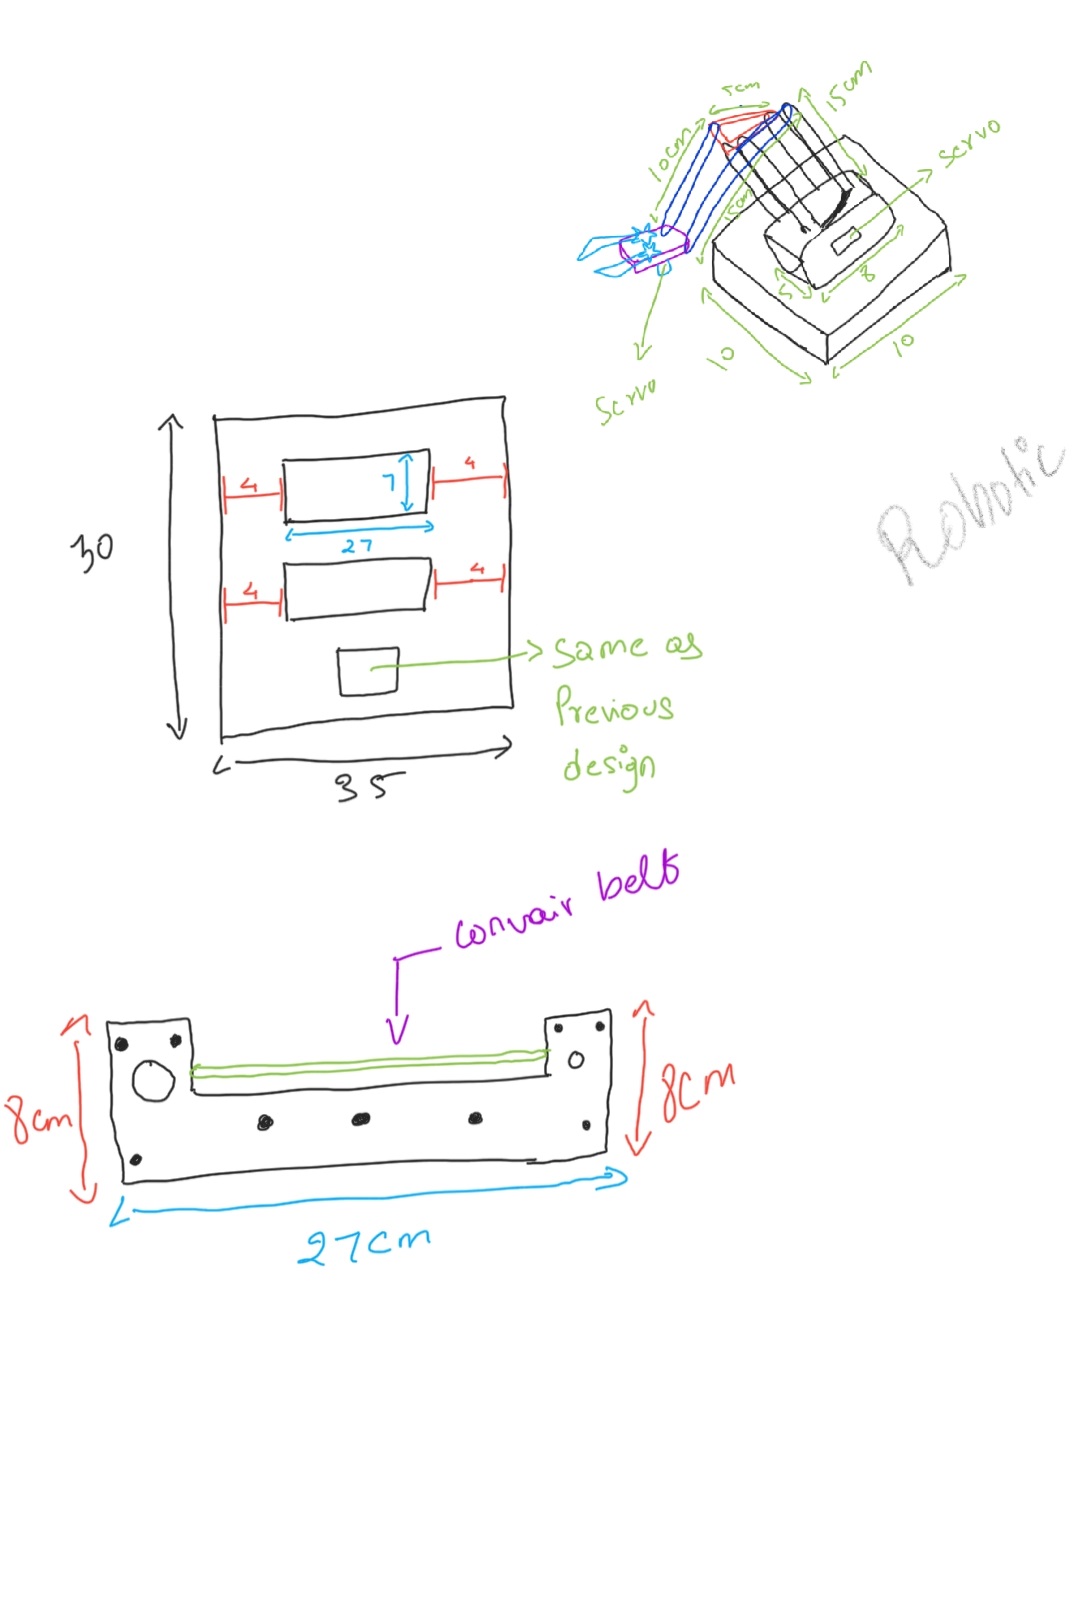 5cm
15cm
10cm
servo
15cm
5
8
10
10
Servo
Robotic
4
7
4
30
27
4
4
Same as
Previous
design
35
convair belt
8cm
8cm
27cm